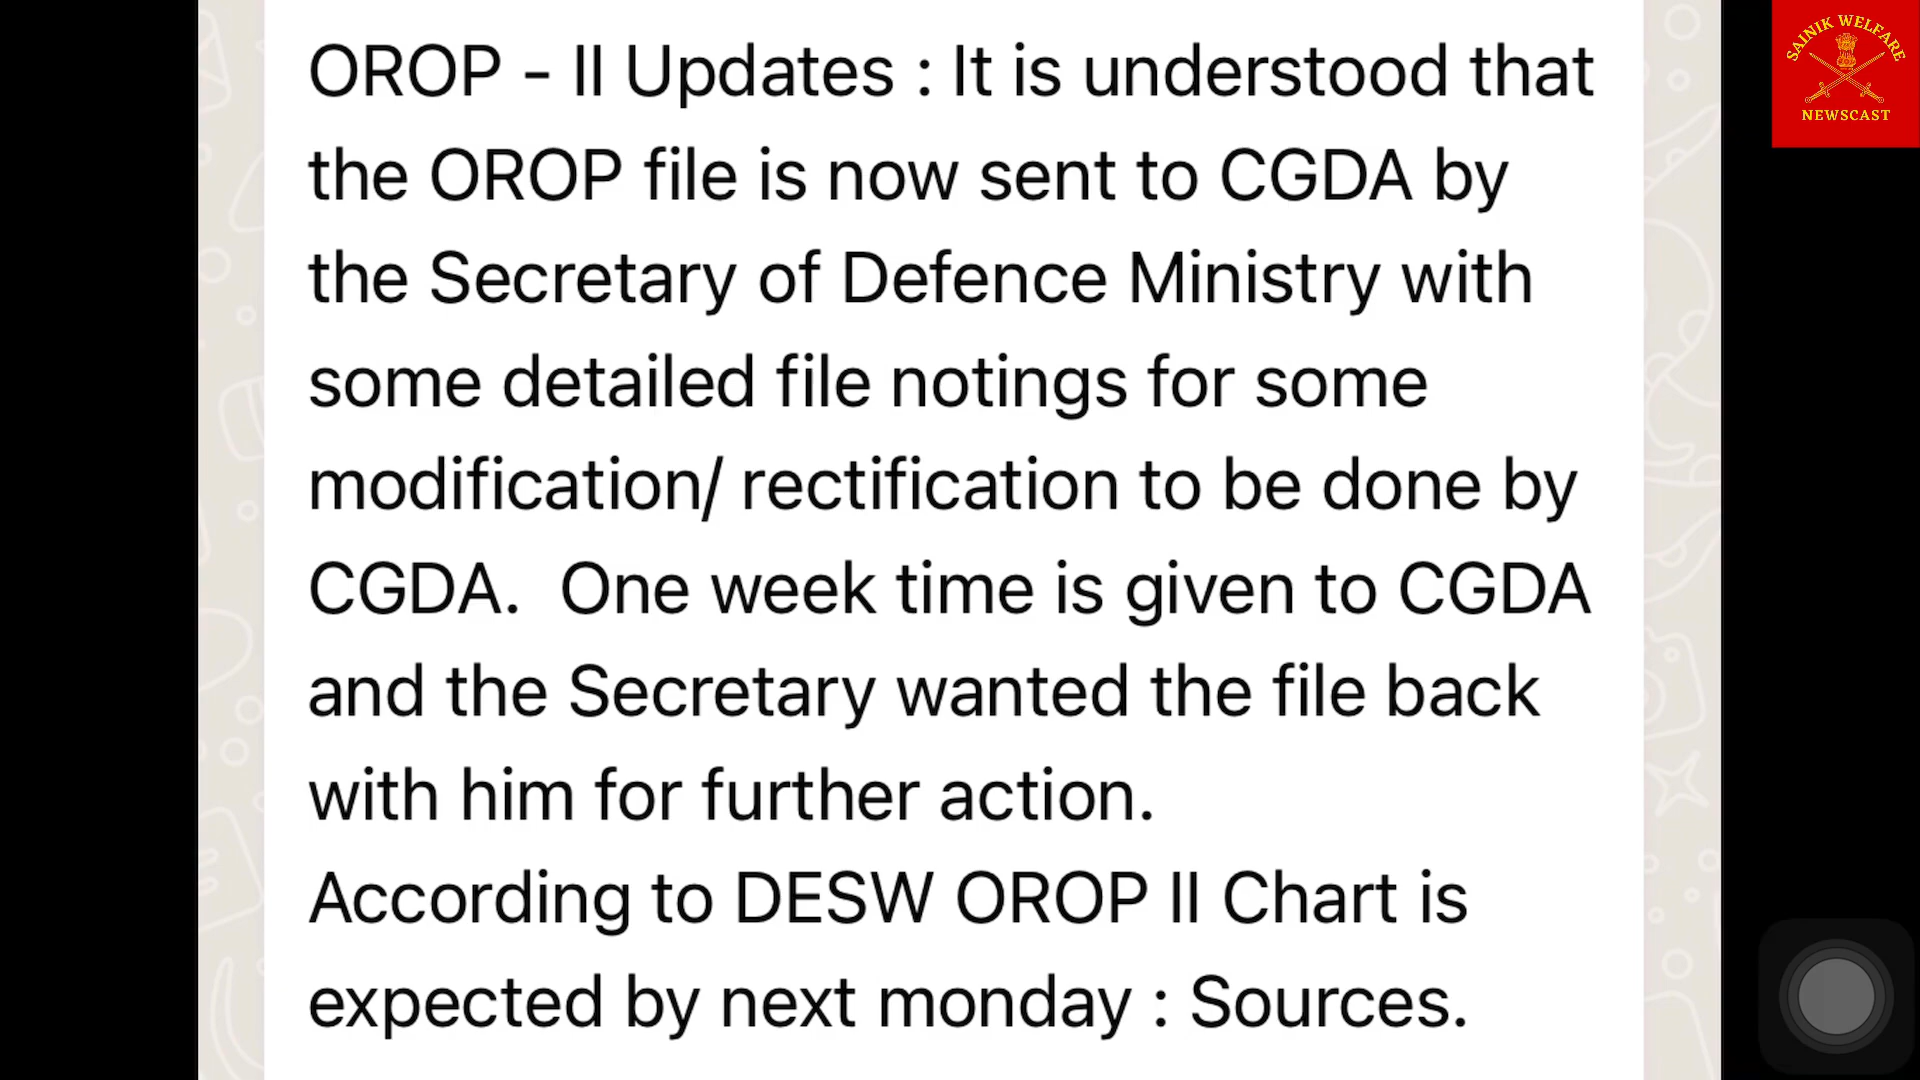 OROP - II Updates : It is understood that
the OROP file is now sent to CGDA by
the Secretary of Defence Ministry with
some detailed file notings for some
modification/ rectification to be done by
CGDA.  One week time is given to CGDA
and the Secretary wanted the file back
with him for further action.
According to DESW OROP II Chart is
expected by next monday : Sources.
SAINIK WELFARE
NEWSCAST